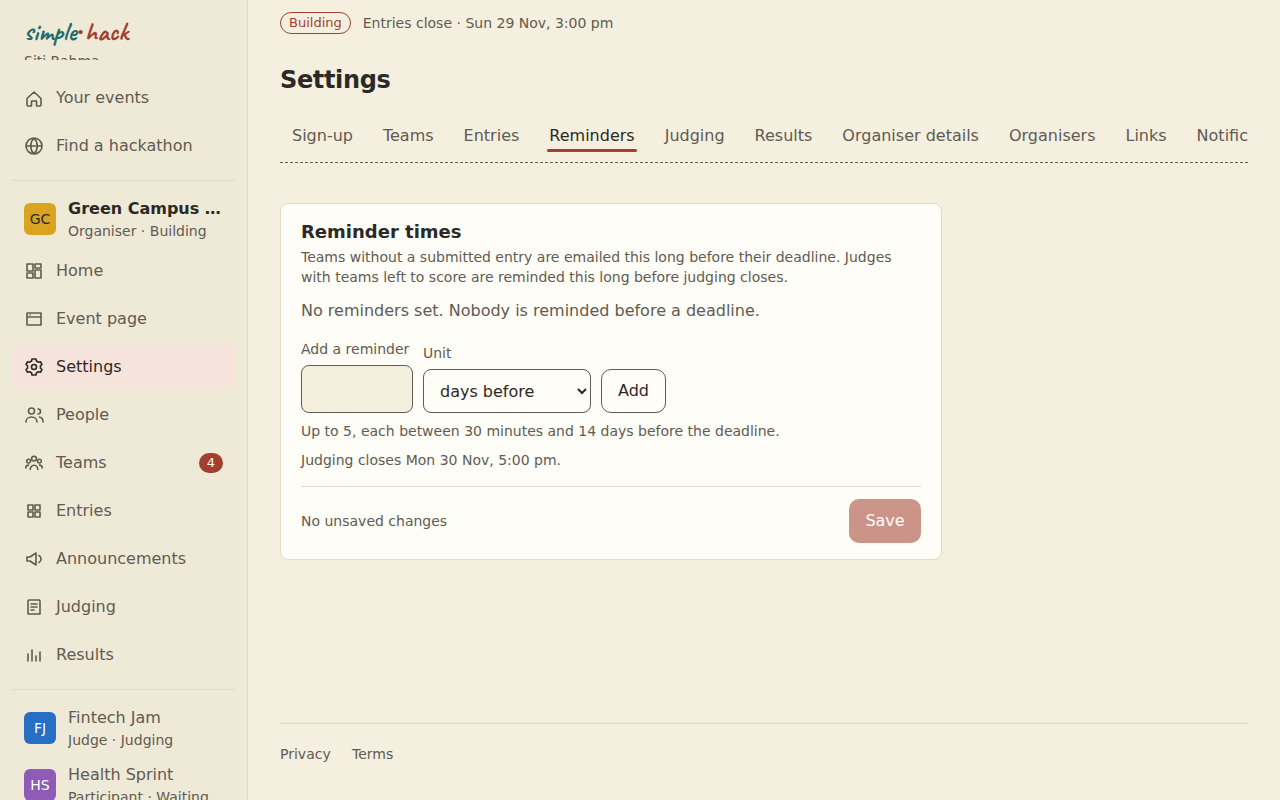 simple·hack
Siti Rahma
Your events
Find a hackathon
GC
Green Campus ...
Organiser · Building
Home
Event page
Settings
People
Teams
4
Entries
Announcements
Judging
Results
FJ
Fintech Jam
Judge · Judging
HS
Health Sprint
Participant · Waiting
Building
Entries close · Sun 29 Nov, 3:00 pm
Settings
Sign-up Teams Entries Reminders Judging Results Organiser details Organisers Links Notific
Reminder times
Teams without a submitted entry are emailed this long before their deadline. Judges
with teams left to score are reminded this long before judging closes.
No reminders set. Nobody is reminded before a deadline.
Add a reminder
Unit
days before
Add
Up to 5, each between 30 minutes and 14 days before the deadline.
Judging closes Mon 30 Nov, 5:00 pm.
No unsaved changes
Save
Privacy Terms